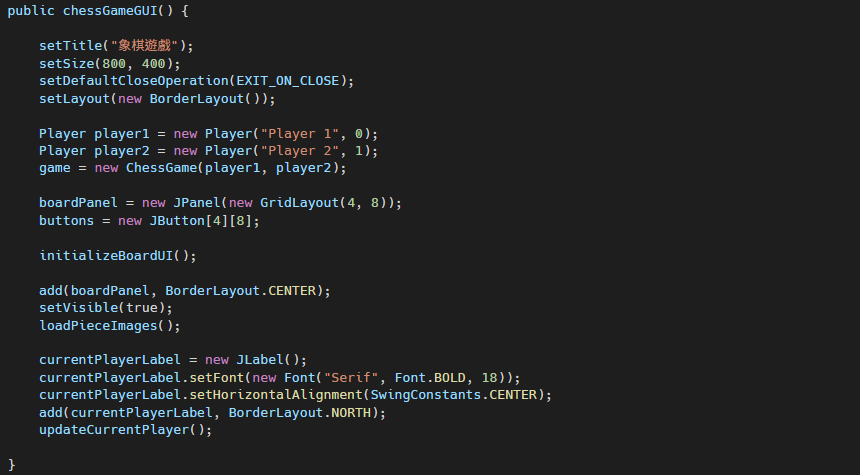 public chessGameGUI() {
setTitle("象棋遊戲");
setSize(800, 400);
setDefaultCloseOperation(EXIT_ON_CLOSE);
setLayout(new BorderLayout());
Player player1 = new Player("Player 1", 0);
Player player2 = new Player("Player 2", 1);
game = new ChessGame(player1, player2);
boardPanel = new JPanel(new GridLayout(4, 8));
buttons = new JButton[4][8];
initializeBoardUI();
add(boardPanel, BorderLayout.CENTER);
setVisible(true);
loadPieceImages();
currentPlayerLabel = new JLabel();
currentPlayerLabel.setFont(new Font("Serif", Font.BOLD, 18));
currentPlayerLabel.setHorizontalAlignment(SwingConstants.CENTER);
add(currentPlayerLabel, BorderLayout.NORTH);
updateCurrentPlayer();
}